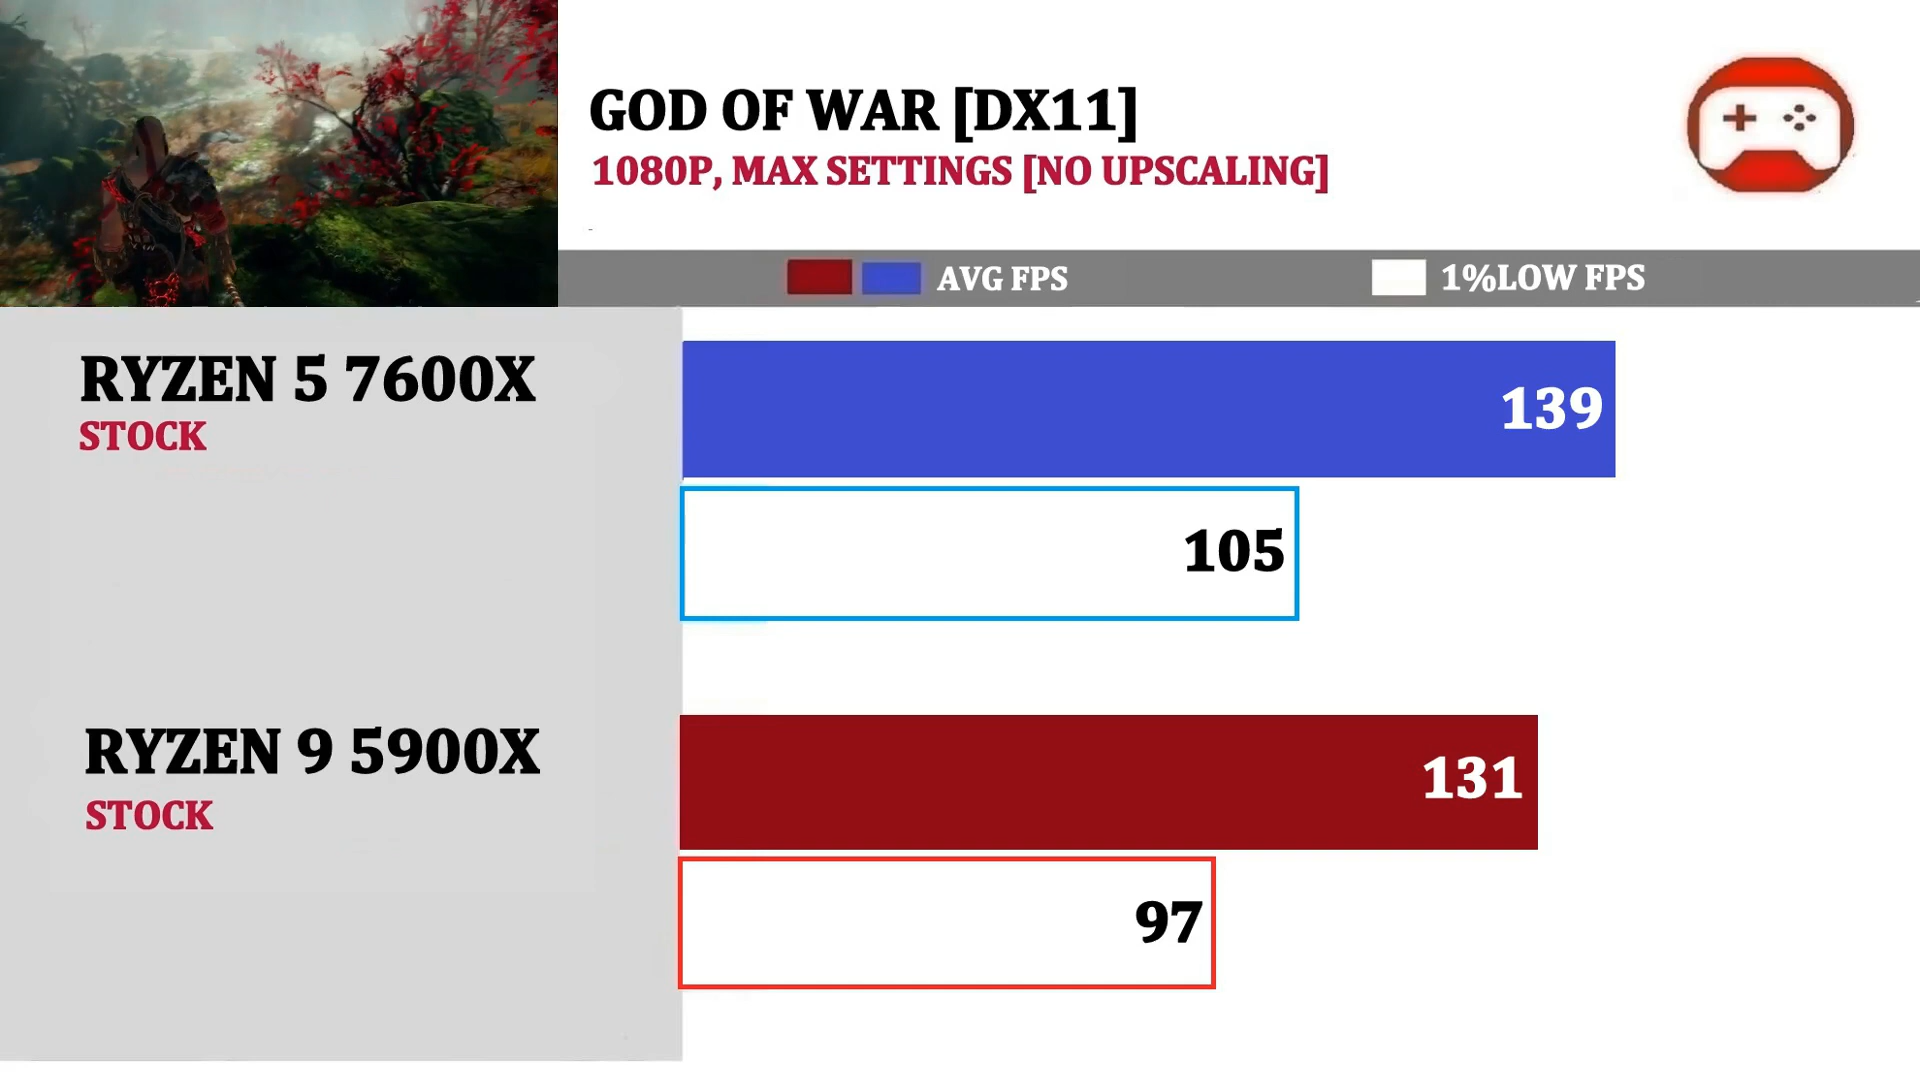 GOD OF WAR [DX11]
1080P, MAX SETTINGS [NO UPSCALING]
AVG FPS
1%LOW FPS
RYZEN 5 7600X
STOCK
139
105
RYZEN 9 5900X
STOCK
131
97